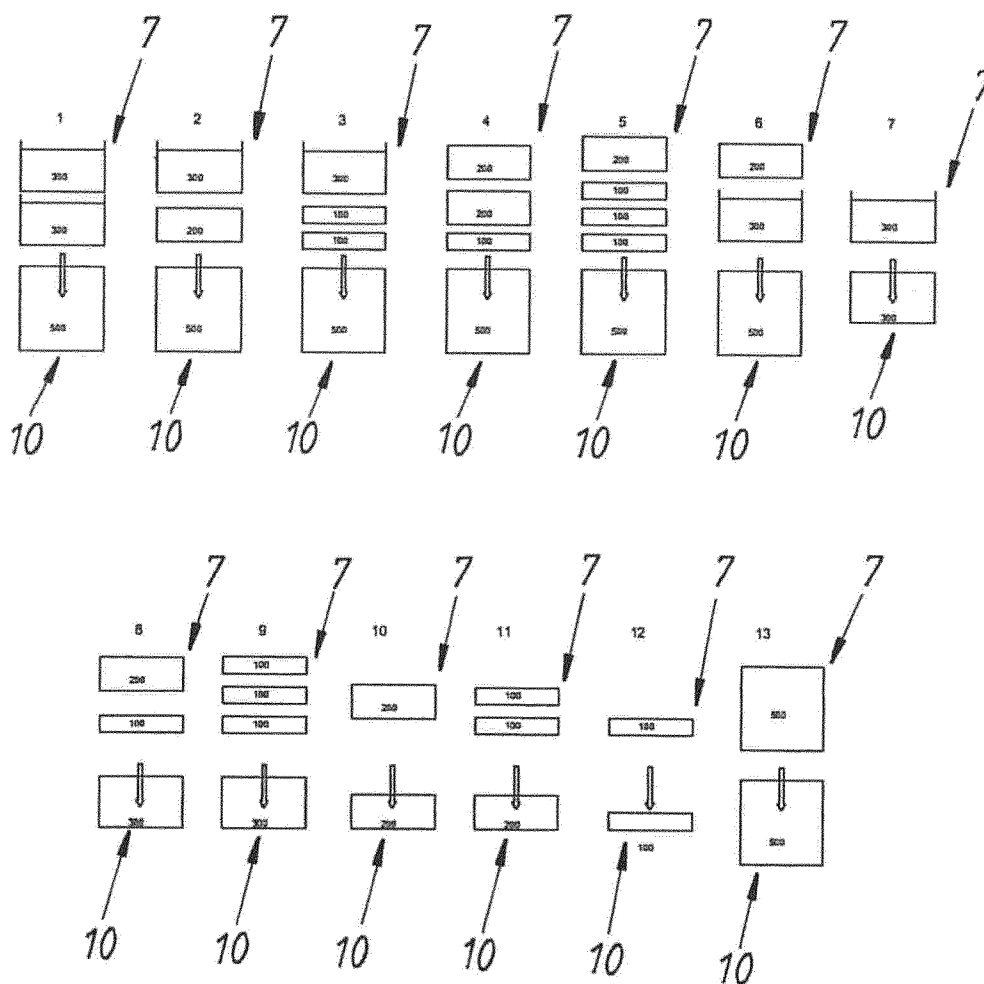 7 7 7 7 7 7 7
1 2 3 4 5 6 7
300 300 300 200 200 200 300
300 200 100 200 100 300
100 100 100
100
500 500 500 500 500 500 300
10 10 10 10 10 10 10
7 7 7 7 7 7
8 9 10 11 12 13
200 100 200 100 100 500
100 100 100
100
300 300 200 200 100 500
10 10 10 10 10 10